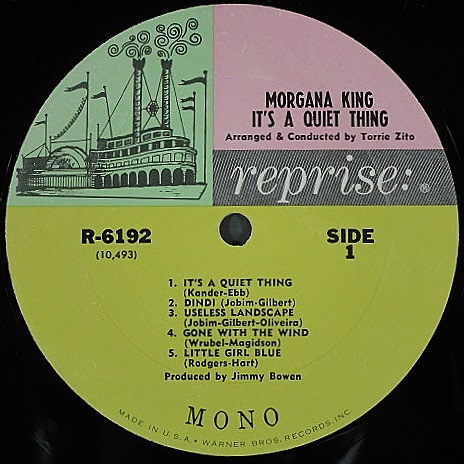 MORGANA KING
IT'S A QUIET THING
Arranged & Conducted by Torrie Zito
reprise: ®
R-6192
(10,493)
SIDE
1
1. IT'S A QUIET THING
(Kander-Ebb)
2. DINDI (Jobim-Gilbert)
3. USELESS LANDSCAPE
(Jobim-Gilbert-Oliveira)
4. GONE WITH THE WIND
(Wrubel-Magidson)
5. LITTLE GIRL BLUE
(Rodgers-Hart)
Produced by Jimmy Bowen
MONO
MADE IN U.S.A. • WARNER BROS. RECORDS, INC.